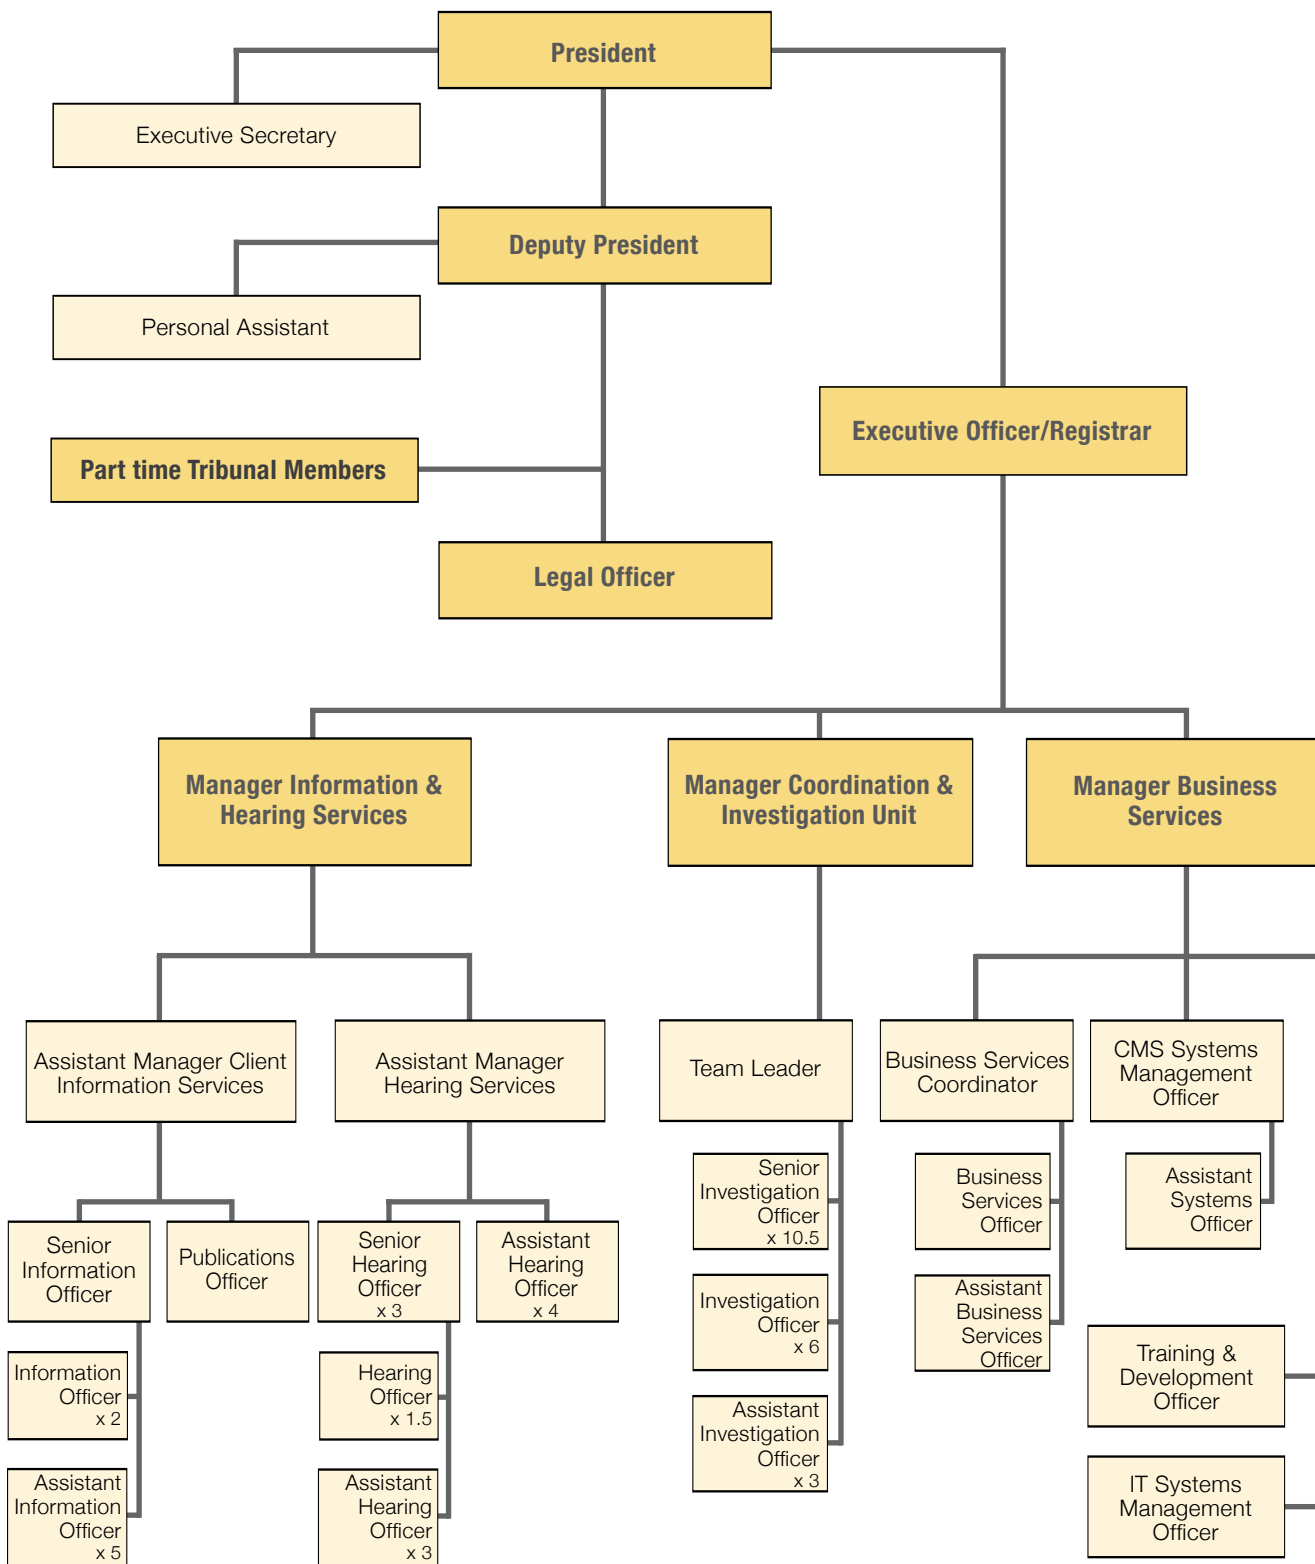 President
Executive Secretary
Deputy President
Personal Assistant
Executive Officer/Registrar
Part time Tribunal Members
Legal Officer
Manager Information &
Hearing Services
Manager Coordination &
Investigation Unit
Manager Business
Services
Assistant Manager Client
Information Services
Assistant Manager
Hearing Services
Team Leader
Business Services
Coordinator
CMS Systems
Management
Officer
Senior
Investigation
Officer
x 10.5
Business
Services
Officer
Assistant
Systems
Officer
Senior
Information
Officer
Publications
Officer
Senior
Hearing
Officer
x 3
Assistant
Hearing
Officer
x 4
Investigation
Officer
x 6
Assistant
Business
Services
Officer
Information
Officer
x 2
Hearing
Officer
x 1.5
Assistant
Investigation
Officer
x 3
Training &
Development
Officer
Assistant
Information
Officer
x 5
Assistant
Hearing
Officer
x 3
IT Systems
Management
Officer